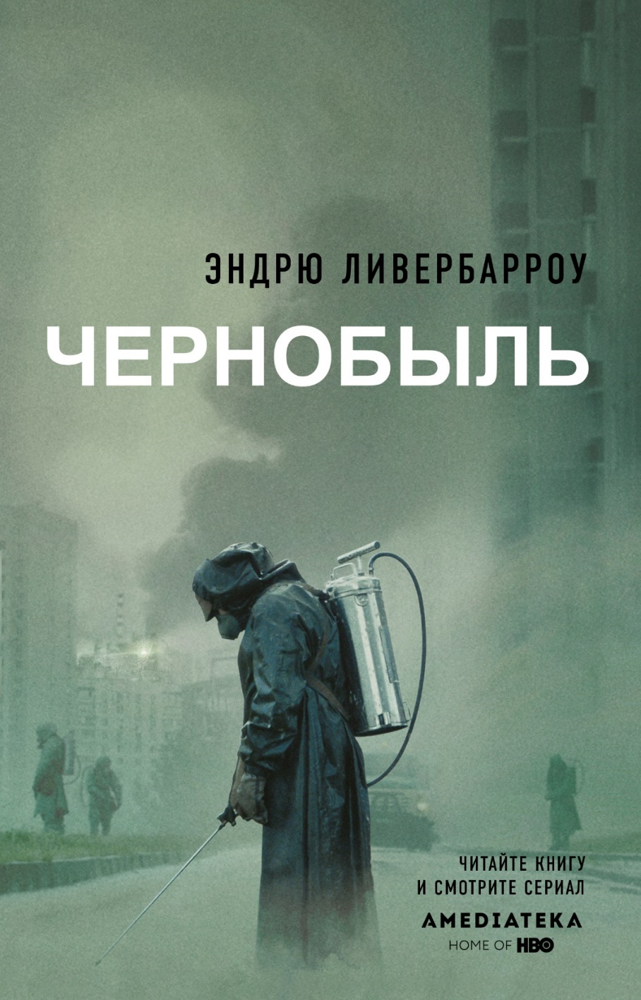 ЭНДРЮ ЛИВЕРБАРРОУ
ЧЕРНОБЫЛЬ
ЧИТАЙТЕ КНИГУ
И СМОТРИТЕ СЕРИАЛ
AMEDIATEKA
HOME OF HBO